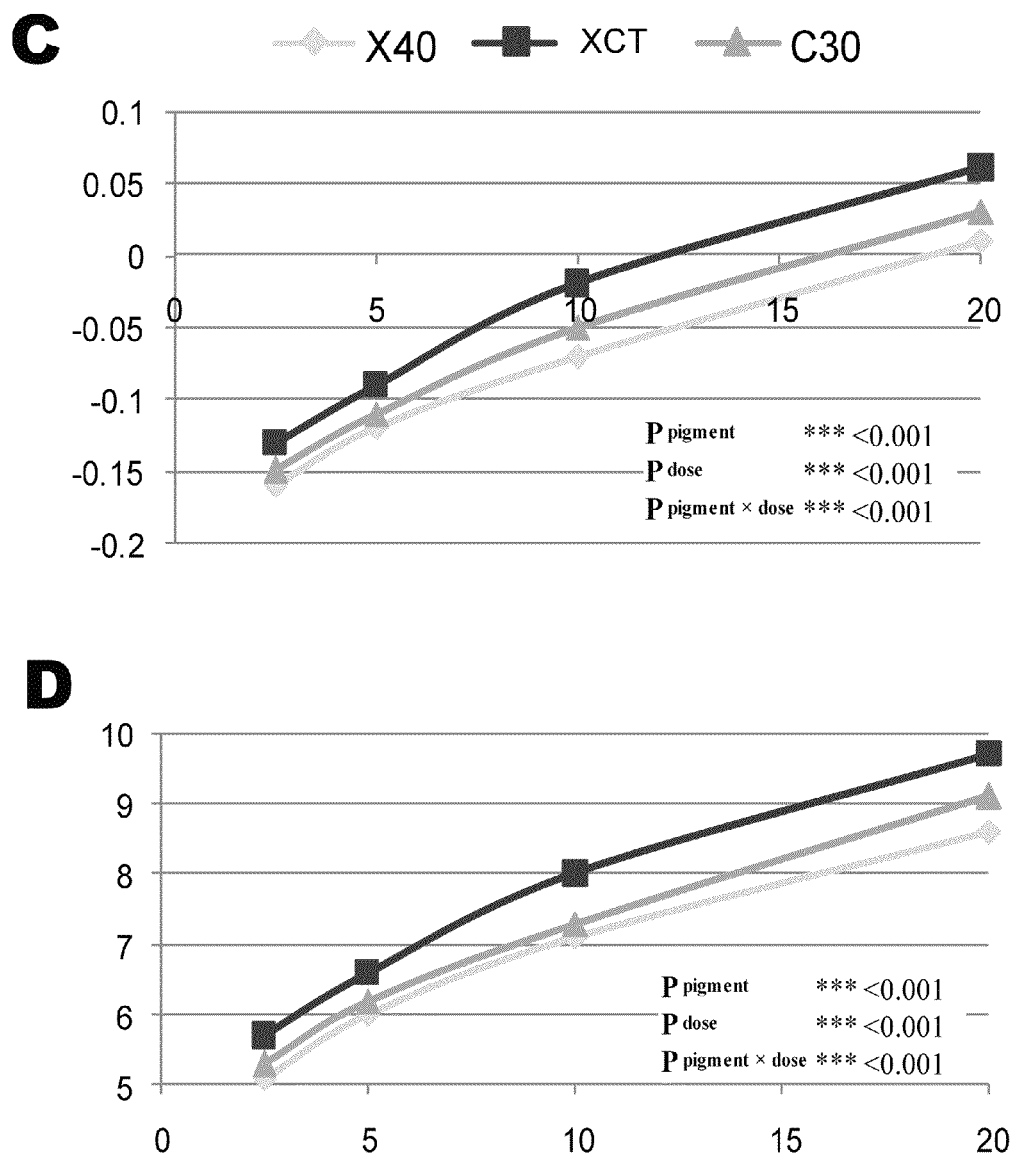 C
X40 XCT C30
0.1
0.05
0
0 5 10 15 20
-0.05
-0.1
P pigment *** <0.001
-0.15
P dose *** <0.001
P pigment × dose *** <0.001
-0.2
D
10
9
8
7
P pigment *** <0.001
6
P dose *** <0.001
P pigment × dose *** <0.001
5
0 5 10 15 20